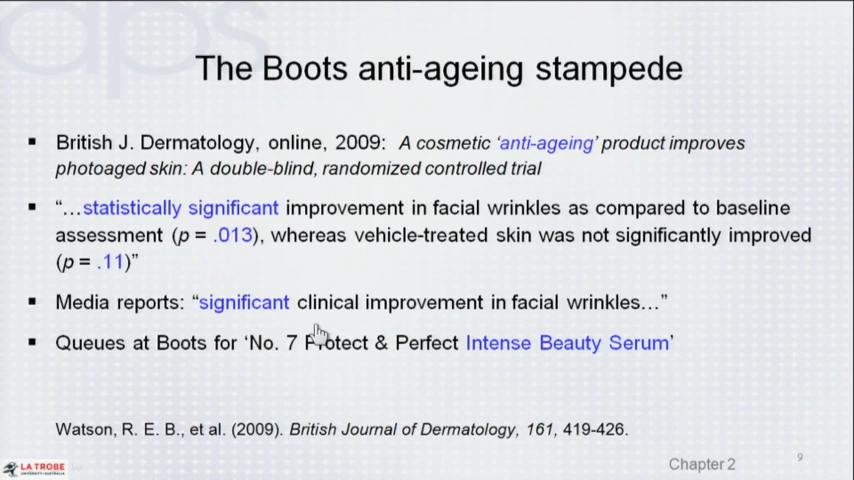 aps
The Boots anti-ageing stampede
▪ British J. Dermatology, online, 2009: A cosmetic ‘anti-ageing’ product improves
photoaged skin: A double-blind, randomized controlled trial
▪ “…statistically significant improvement in facial wrinkles as compared to baseline
assessment (p = .013), whereas vehicle-treated skin was not significantly improved
(p = .11)”
▪ Media reports: “significant clinical improvement in facial wrinkles…”
▪ Queues at Boots for ‘No. 7 Protect & Perfect Intense Beauty Serum’
Watson, R. E. B., et al. (2009). British Journal of Dermatology, 161, 419-426.
LA TROBE
UNIVERSITY AUSTRALIA
Chapter 2
9